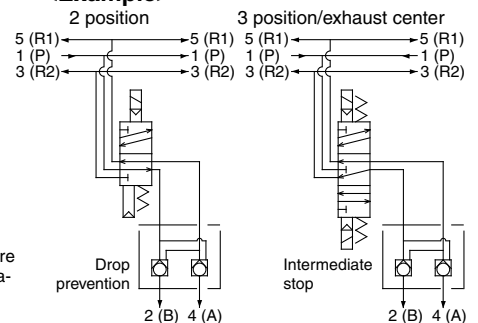 2 position
3 position/exhaust center
5 (R1) 5 (R1) 5 (R1) 5 (R1)
1 (P) 1 (P) 1 (P) 1 (P)
3 (R2) 3 (R2) 3 (R2) 3 (R2)
Drop
prevention
Intermediate
stop
2 (B) 4 (A) 2 (B) 4 (A)